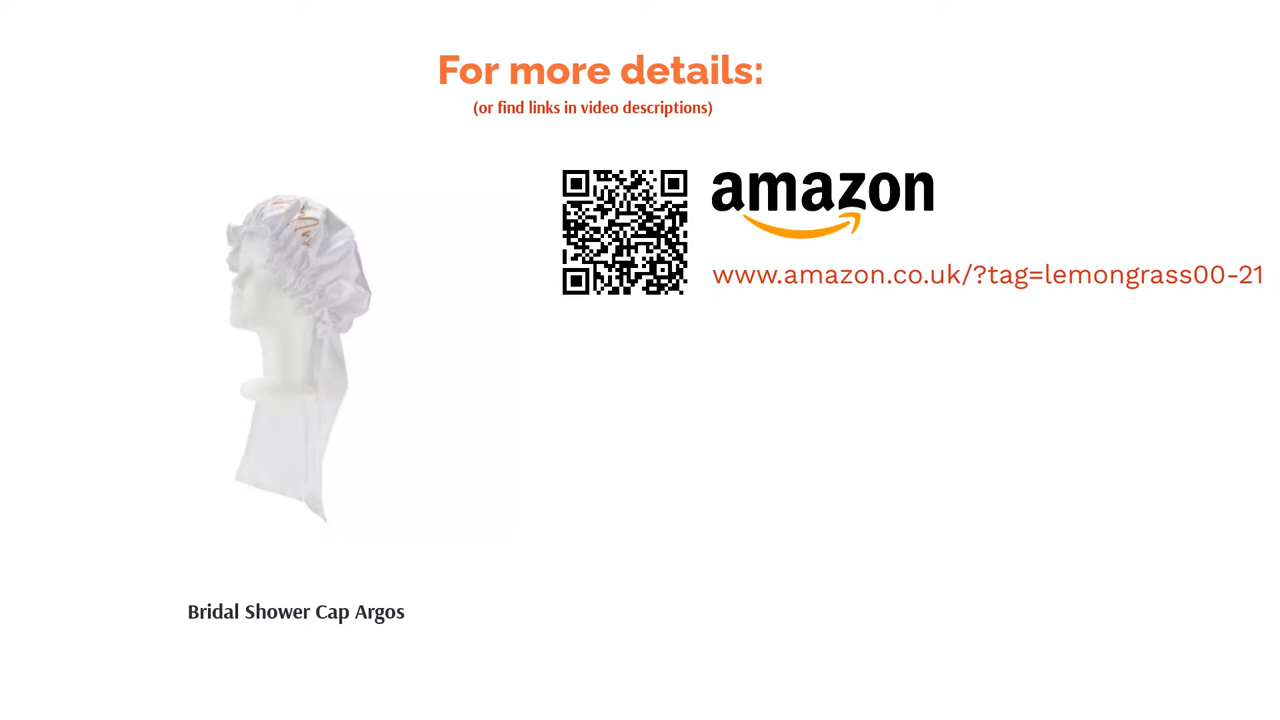 For more details:
(or find links in video descriptions)
amazon
www.amazon.co.uk/?tag=lemongrass00-21
Bridal Shower Cap Argos